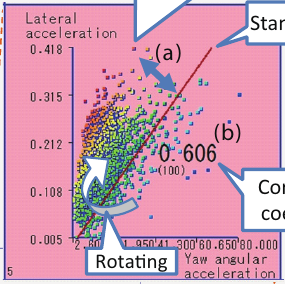 Lateral
acceleration
Star
0.418
(a)
0.315
(b)
0.212
0.606
(100)
0.108
Con
coe
0.005
Rotating
Yaw angular
acceleration
5